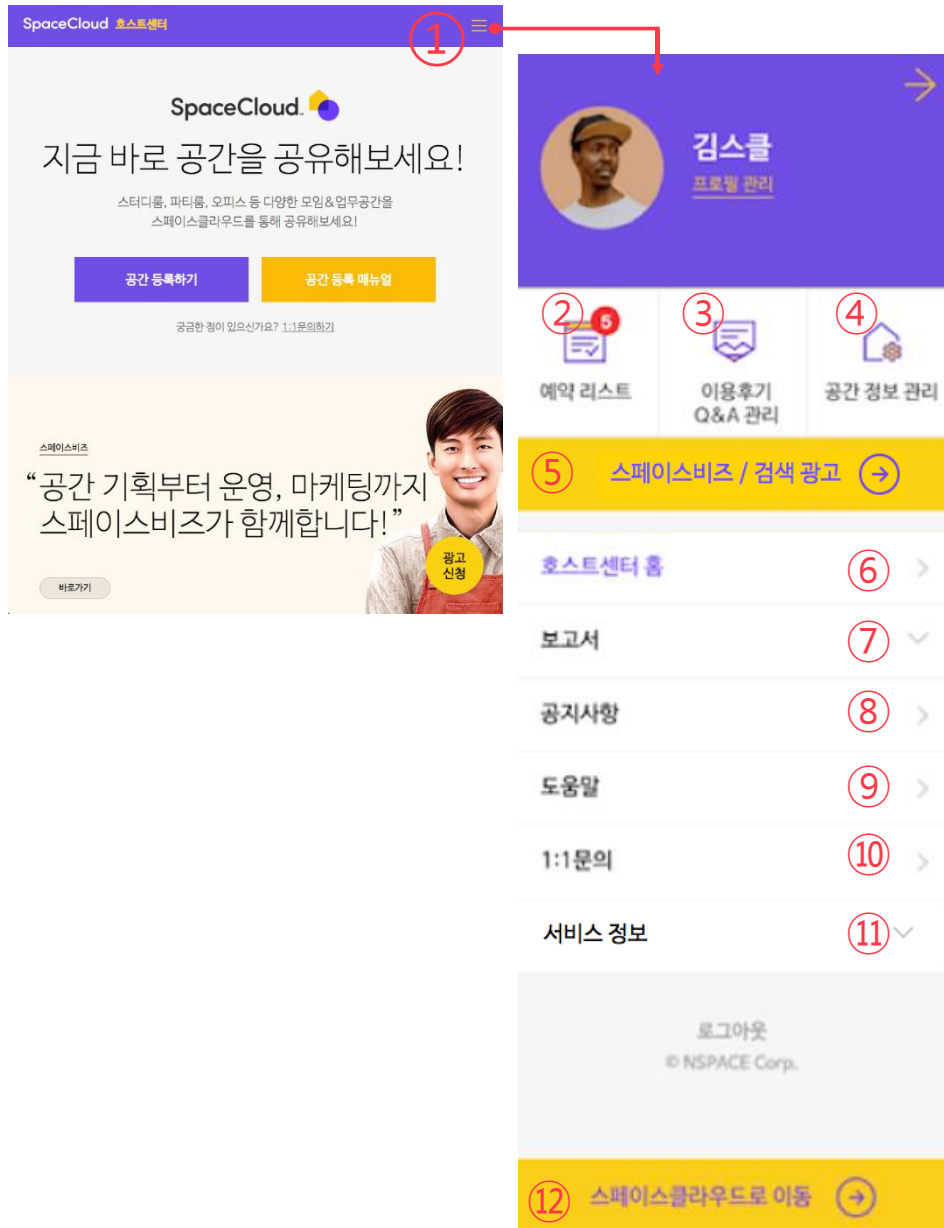 SpaceCloud 호스트센터
①
SpaceCloud.
지금 바로 공간을 공유해보세요!
스터디룸, 파티룸, 오피스 등 다양한 모임&업무공간을
스페이스클라우드를 통해 공유해보세요!
공간 등록하기
공간 등록 매뉴얼
궁금한 점이 있으신가요? 1:1문의하기
스페이스비즈
“공간 기획부터 운영, 마케팅까지
스페이스비즈가 함께합니다!”
광고
신청
바로가기
김스클
프로필 관리
② 5
예약 리스트
③
이용후기
Q&A 관리
④
공간 정보 관리
⑤ 스페이스비즈 / 검색 광고
호스트센터 홈 ⑥
보고서 ⑦
공지사항 ⑧
도움말 ⑨
1:1문의 ⑩
서비스 정보 ⑪
로그아웃
© NSPACE Corp.
⑫ 스페이스클라우드로 이동